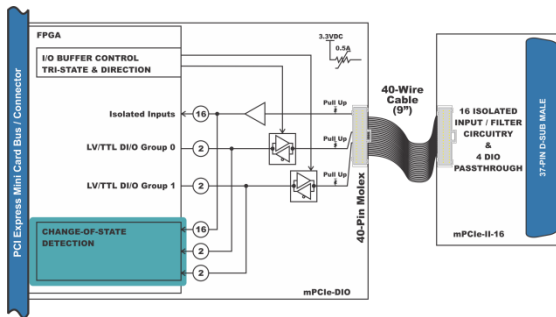 PCI Express Mint Card Bus / Connector
FPGA
I/O BUFFER CONTROL
TRI-STATE & DIRECTION
3.3VDC
0.5A
Isolated Inputs
16
Pull Up
LV/TTL DI/O Group 0
2
Pull Up
LV/TTL DI/O Group 1
2
Pull Up
CHANGE-OF-STATE
DETECTION
16
2
2
mPCIe-DIO
40-Pin Molex
40-Wire
Cable
(9")
16 ISOLATED
INPUT / FILTER
CIRCUITRY
&
4 DIO
PASSTHROUGH
mPCIe-II-16
37-PIN D-SUB MALE